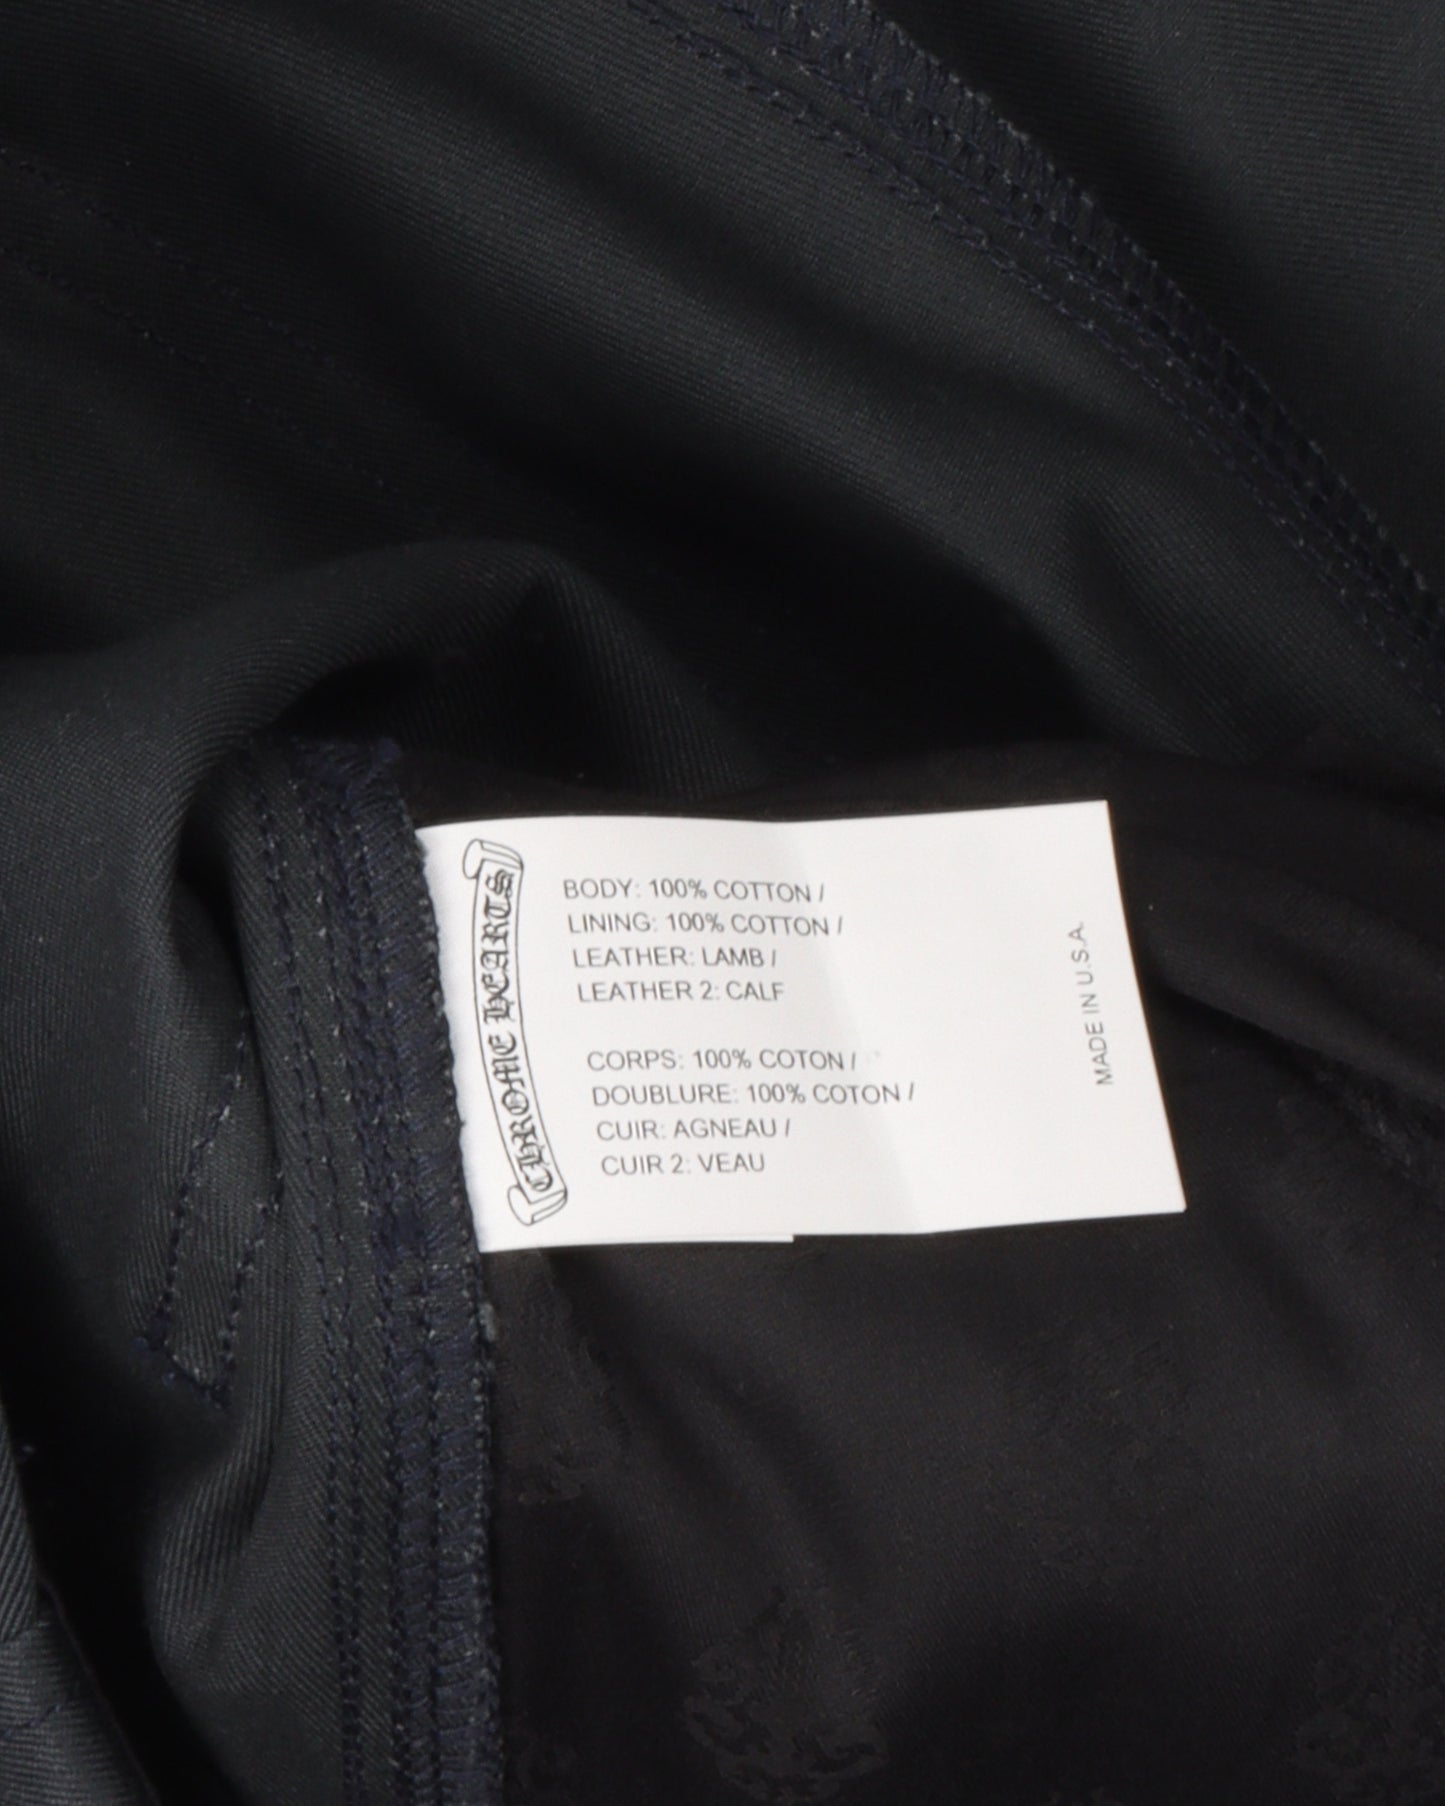 CHROME HEARTS
BODY: 100% COTTON /
LINING: 100% COTTON /
LEATHER: LAMB /
LEATHER 2: CALF
CORPS: 100% COTON /
DOUBLURE: 100% COTON /
CUIR: AGNEAU /
CUIR 2: VEAU
MADE IN U.S.A.